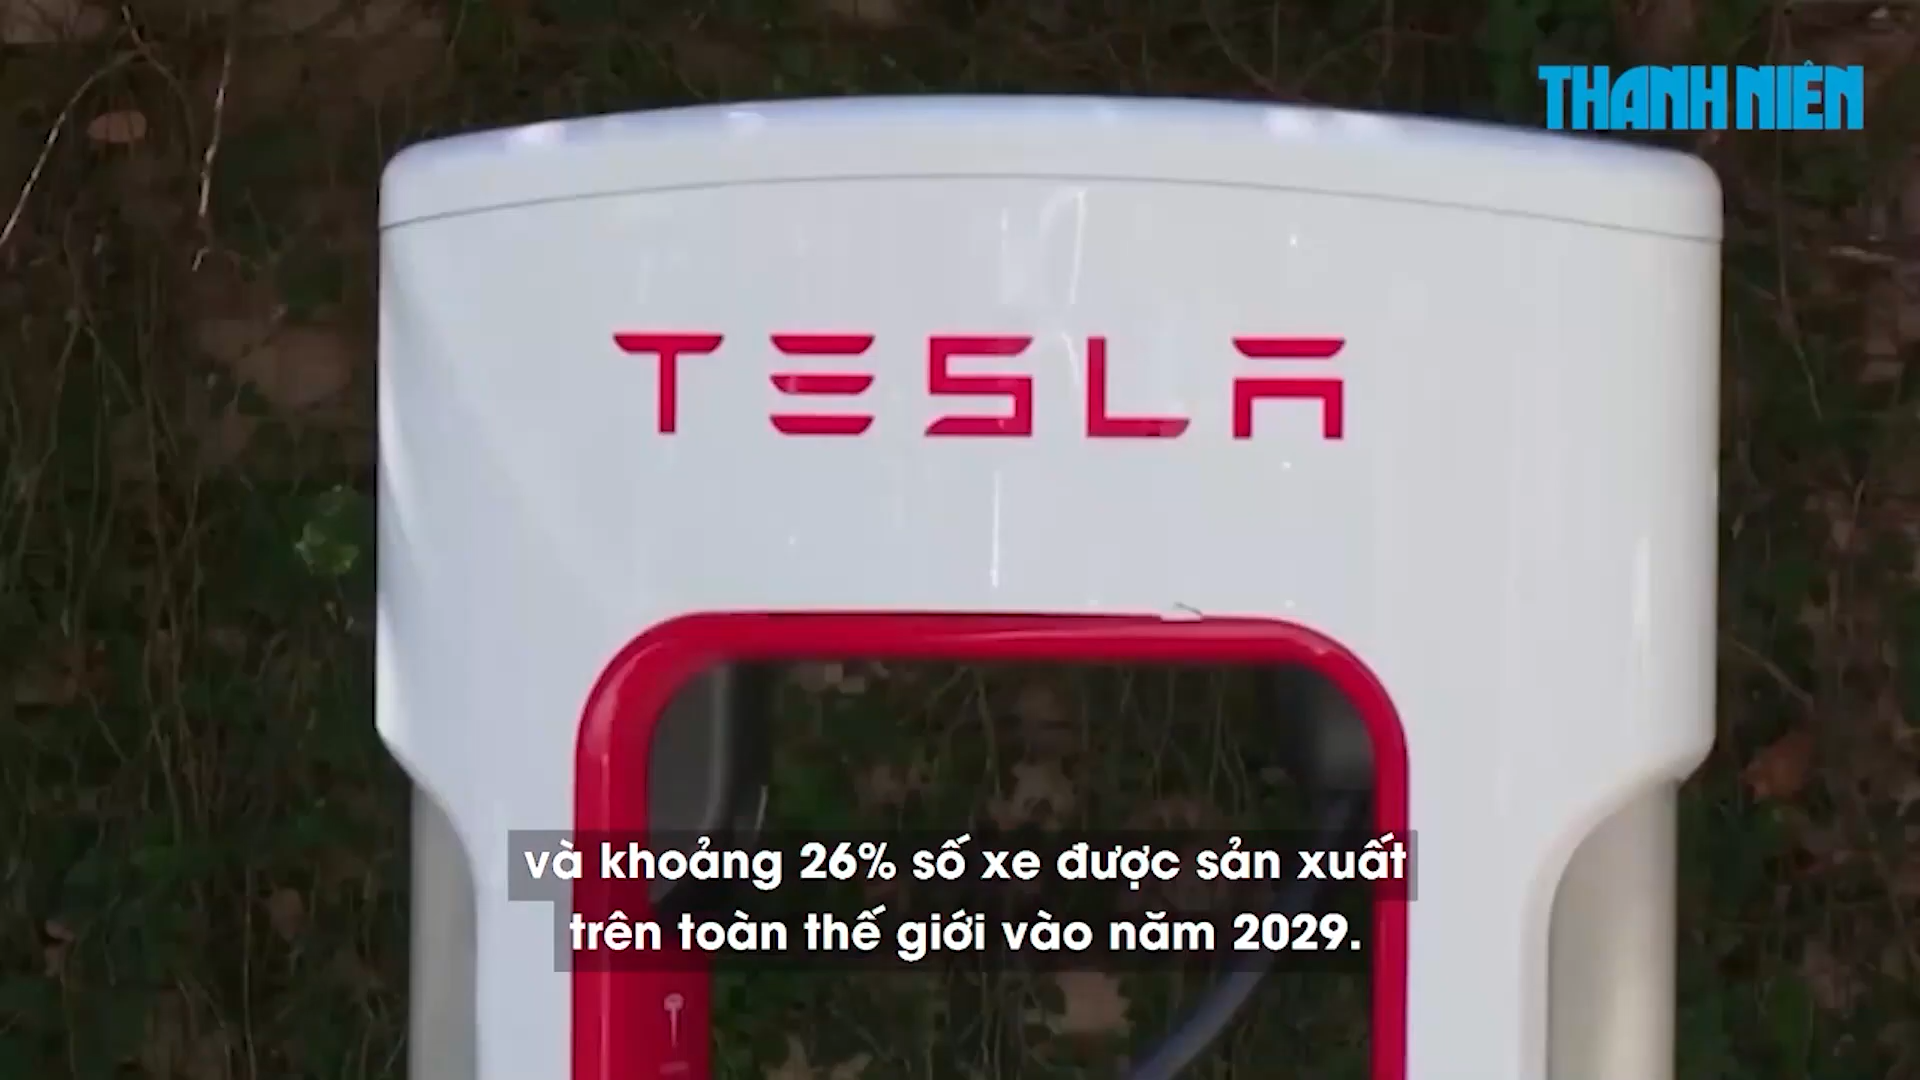 THANH NIÊN
TESLA
và khoảng 26% số xe được sản xuất
trên toàn thế giới vào năm 2029.